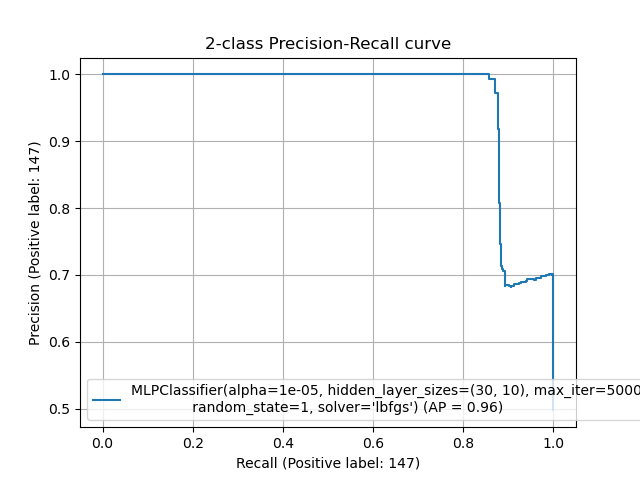 2-class Precision-Recall curve
1.0
0.9
0.8
0.7
0.6
0.5
Precision (Positive label: 147)
MLPClassifier(alpha=1e-05, hidden_layer_sizes=(30, 10), max_iter=5000
random_state=1, solver='lbfgs') (AP = 0.96)
0.0 0.2 0.4 0.6 0.8 1.0
Recall (Positive label: 147)